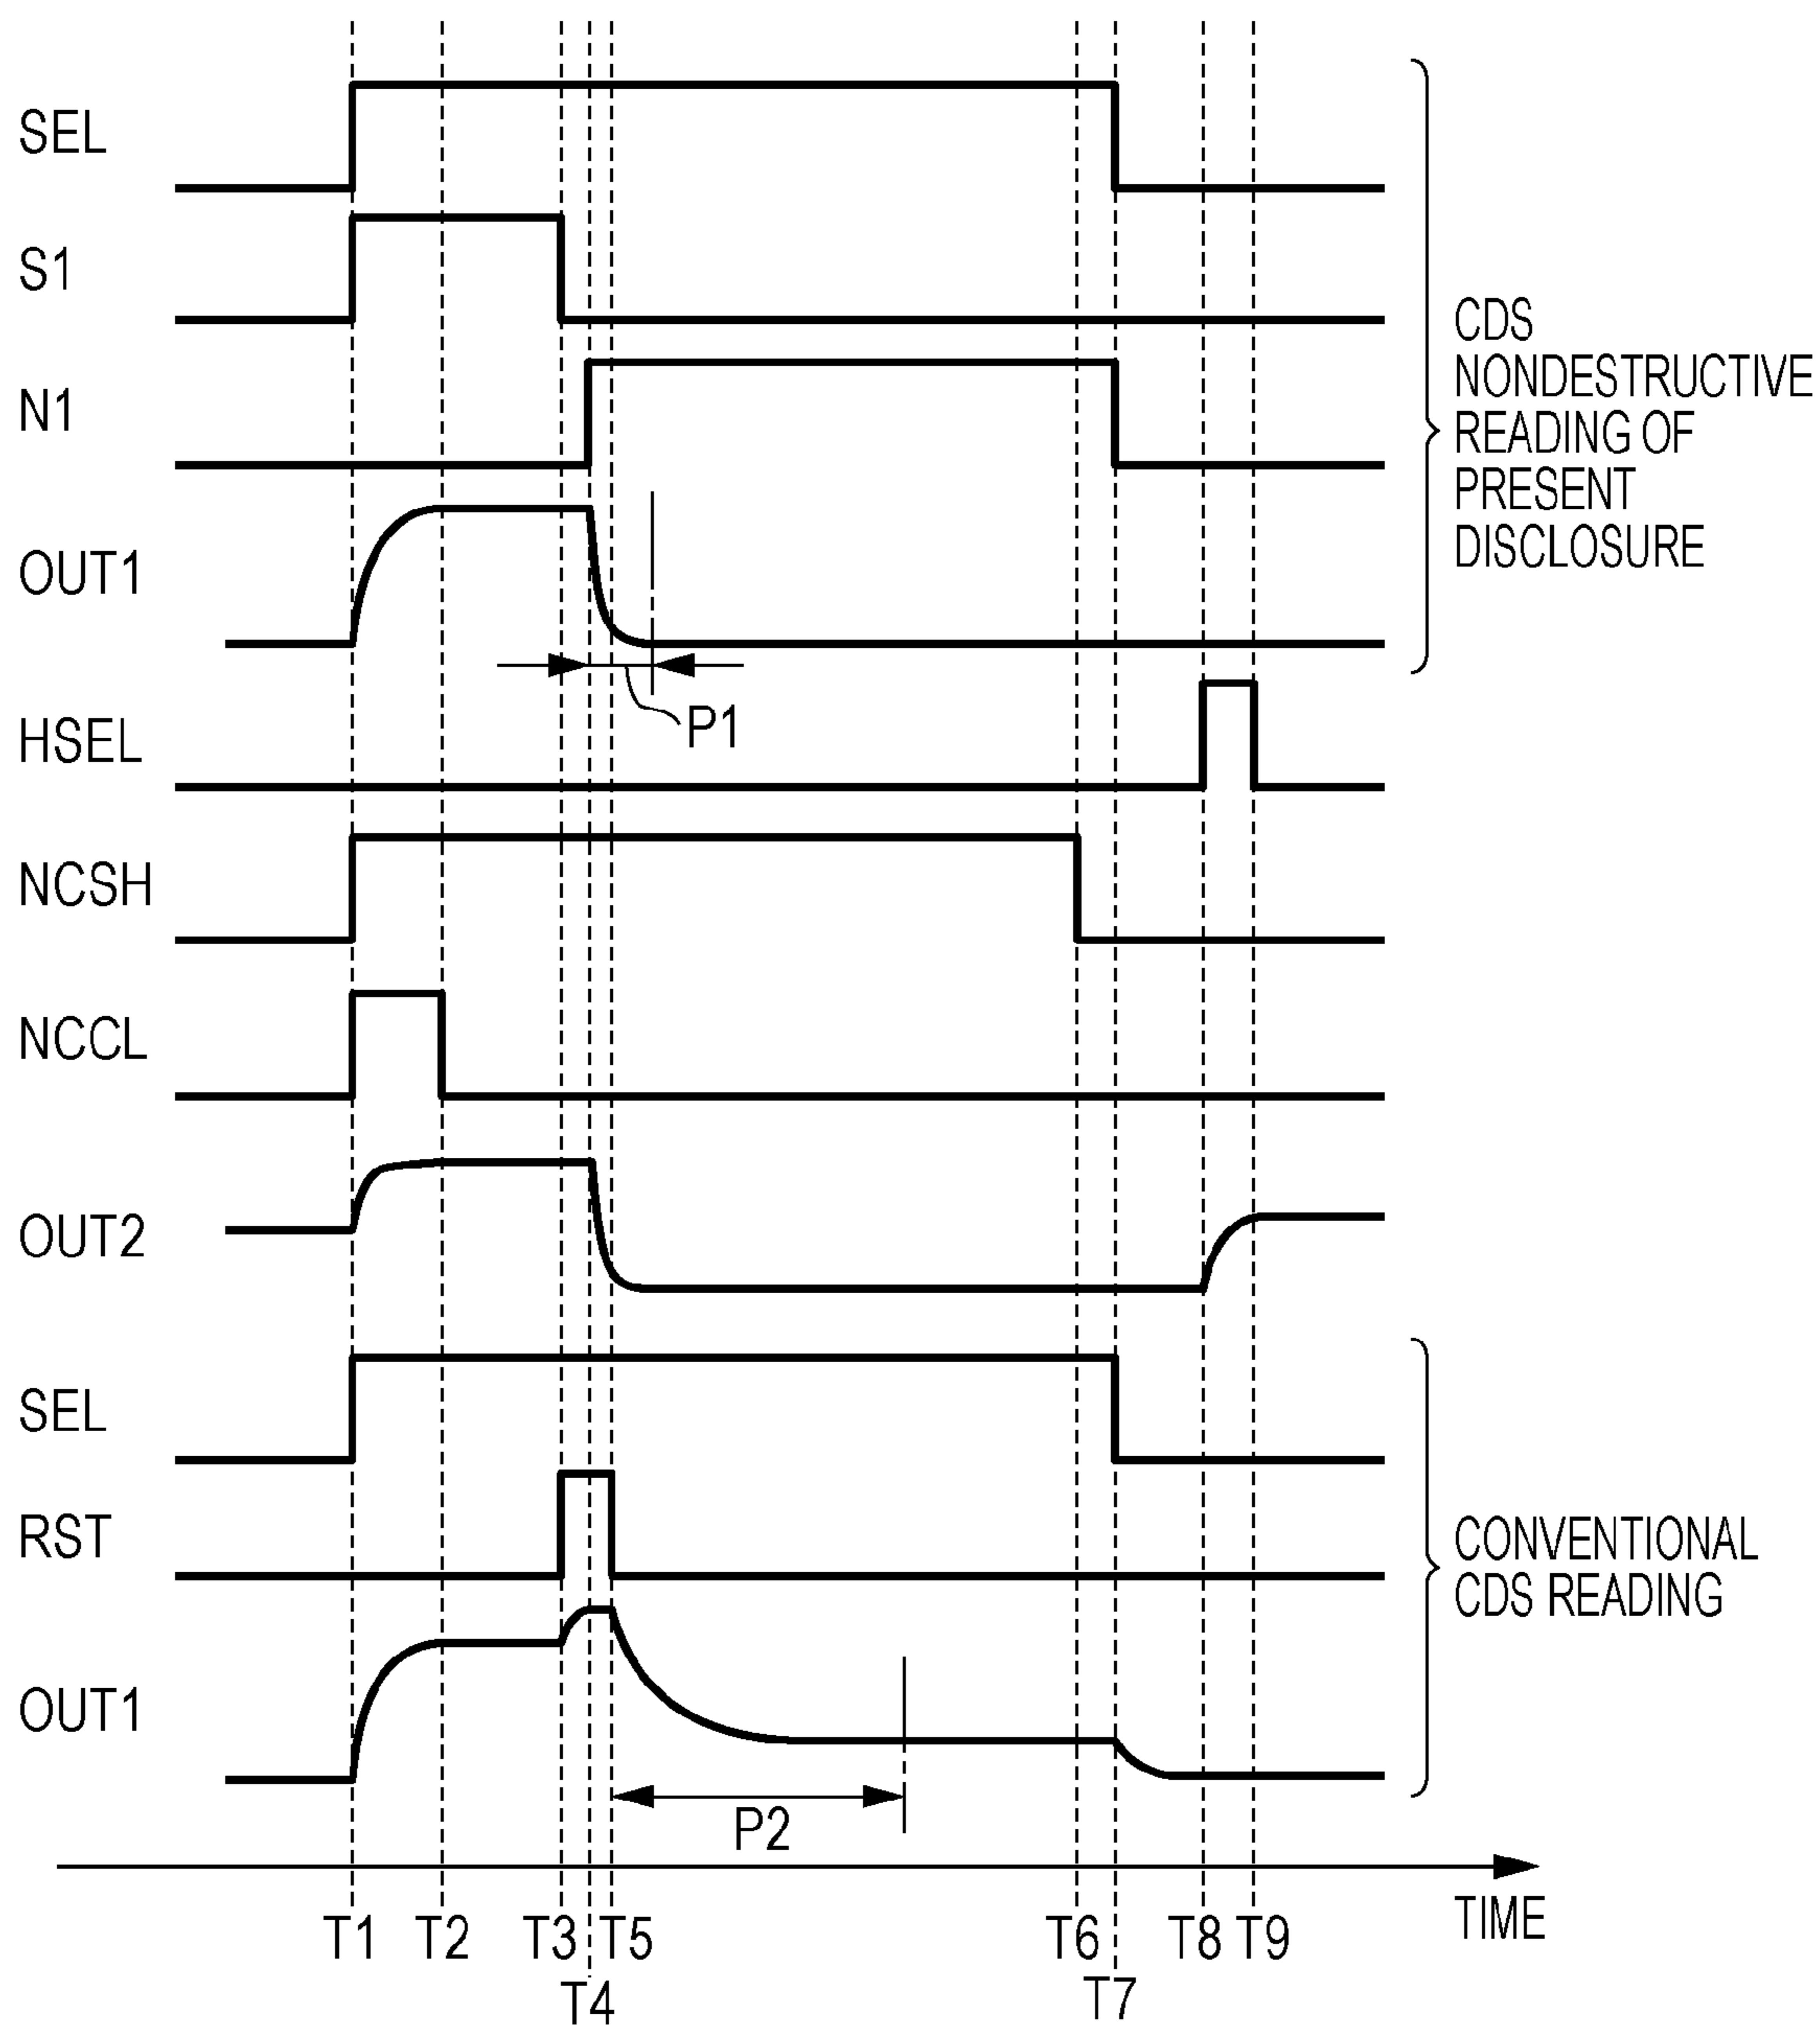 SEL
S1
N1
OUT1
P1
CDS
NONDESTRUCTIVE
READING OF
PRESENT
DISCLOSURE
HSEL
NCSH
NCCL
OUT2
SEL
RST
OUT1
P2
CONVENTIONAL
CDS READING
TIME
T1 T2 T3 T5 T6 T8 T9
T4 T7